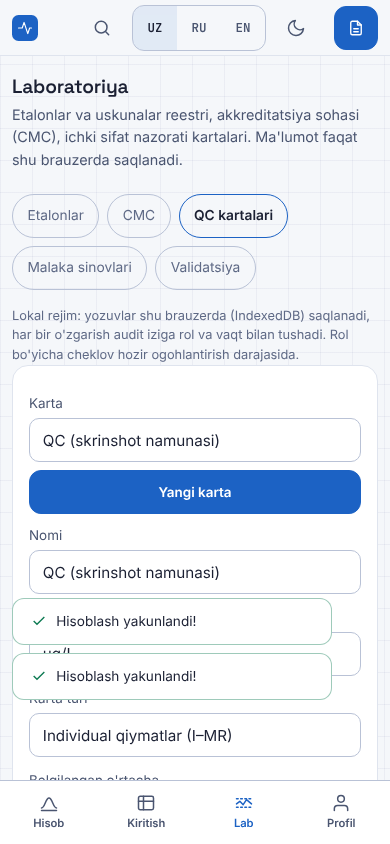 UZ RU EN
Laboratoriya
Etalonlar va uskunalar reestri, akkreditatsiya sohasi
(CMC), ichki sifat nazorati kartalari. Ma'lumot faqat
shu brauzerda saqlanadi.
Etalonlar CMC QC kartalari
Malaka sinovlari Validatsiya
Lokal rejim: yozuvlar shu brauzerda (IndexedDB) saqlanadi,
har bir o'zgarish audit iziga rol va vaqt bilan tushadi. Rol
bo'yicha cheklov hozir ogohlantirish darajasida.
Karta
QC (skrinshot namunasi)
Yangi karta
Nomi
QC (skrinshot namunasi)
Hisoblash yakunlandi!
Hisoblash yakunlandi!
Karta turi
Individual qiymatlar (I–MR)
Belgilangan o'rtacha
Hisob Kiritish Lab Profil